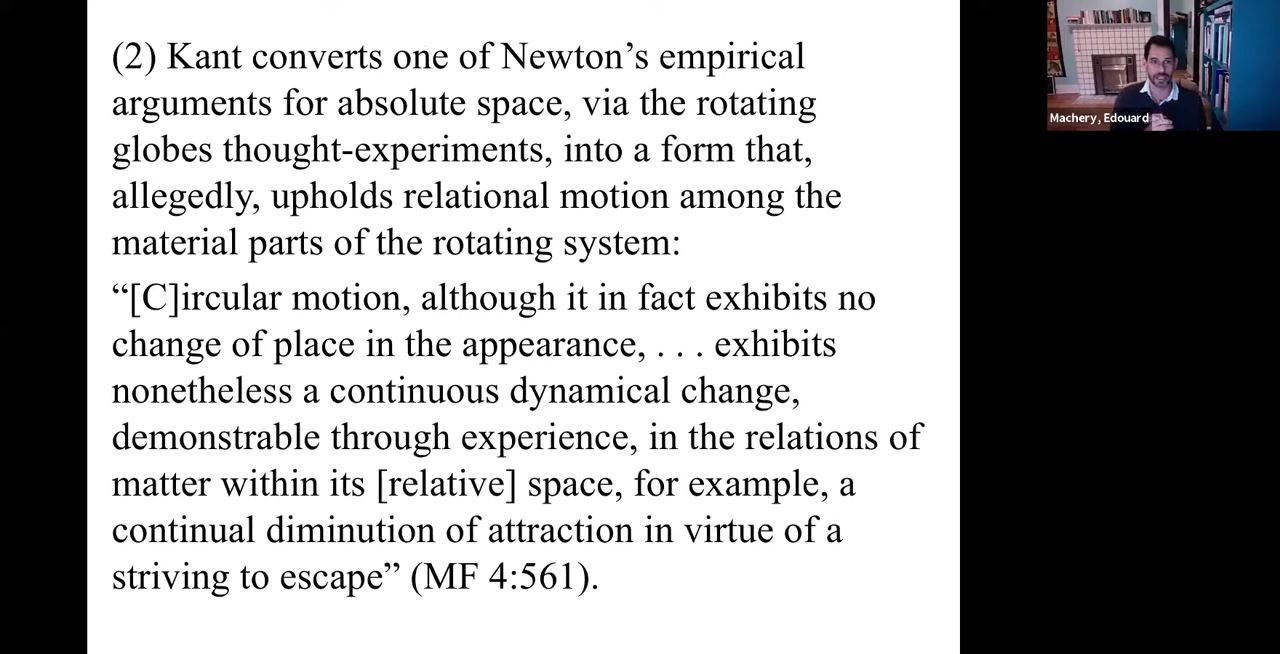 (2) Kant converts one of Newton’s empirical
arguments for absolute space, via the rotating
globes thought-experiments, into a form that,
allegedly, upholds relational motion among the
material parts of the rotating system:
“[C]ircular motion, although it in fact exhibits no
change of place in the appearance, . . . exhibits
nonetheless a continuous dynamical change,
demonstrable through experience, in the relations of
matter within its [relative] space, for example, a
continual diminution of attraction in virtue of a
striving to escape” (MF 4:561).
Machery, Edouard